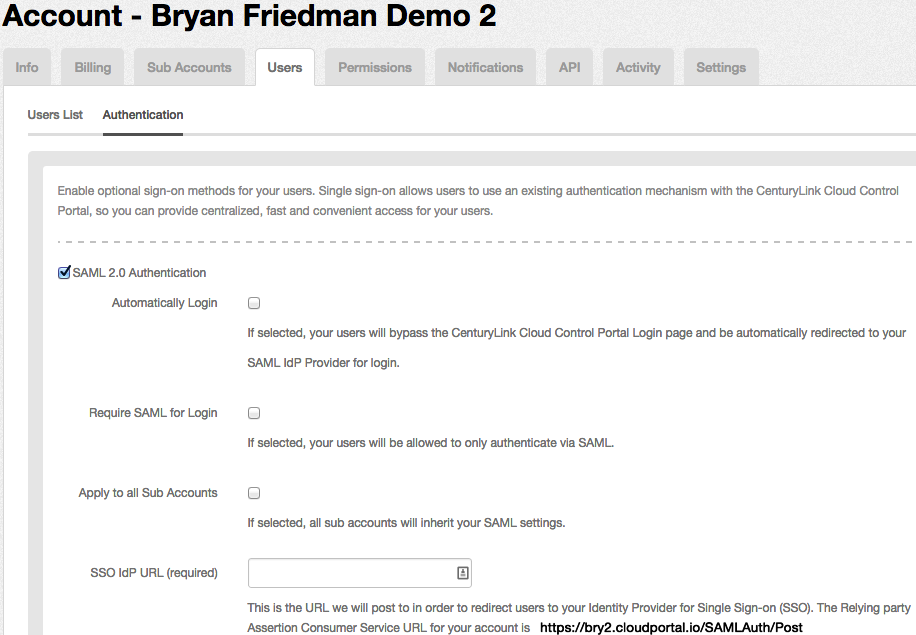 Account - Bryan Friedman Demo 2
Info Billing Sub Accounts Users Permissions Notifications API Activity Settings
Users List Authentication
Enable optional sign-on methods for your users. Single sign-on allows users to use an existing authentication mechanism with the CenturyLink Cloud Control
Portal, so you can provide centralized, fast and convenient access for your users.
SAML 2.0 Authentication
Automatically Login
If selected, your users will bypass the CenturyLink Cloud Control Portal Login page and be automatically redirected to your
SAML IdP Provider for login.
Require SAML for Login
If selected, your users will be allowed to only authenticate via SAML.
Apply to all Sub Accounts
If selected, all sub accounts will inherit your SAML settings.
SSO IdP URL (required)
This is the URL we will post to in order to redirect users to your Identity Provider for Single Sign-on (SSO). The Relying party
Assertion Consumer Service URL for your account is https://bry2.cloudportal.io/SAMLAuth/Post